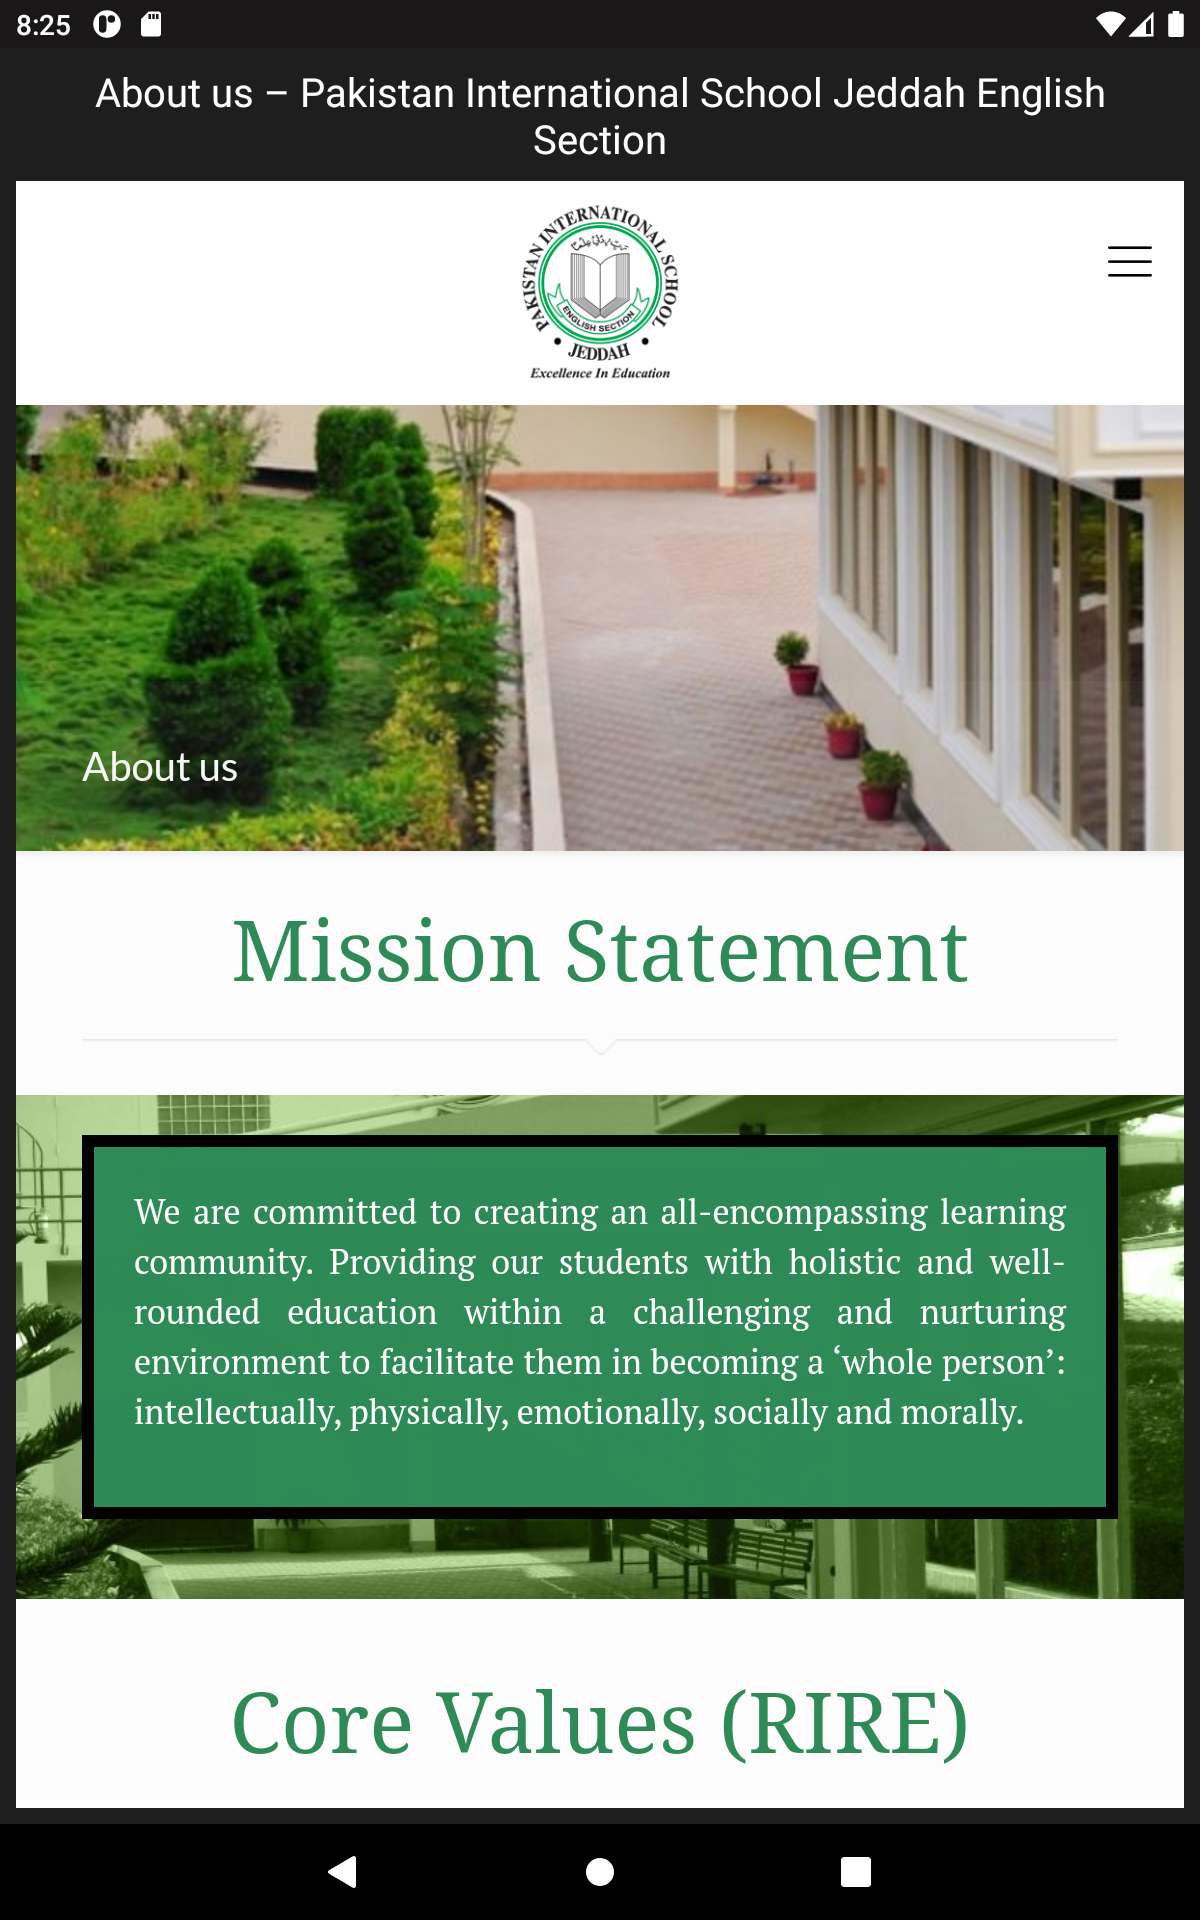 8:25
About us – Pakistan International School Jeddah English
Section
PAKISTAN INTERNATIONAL SCHOOL
ENGLISH SECTION
• JEDDAH •
Excellence In Education
About us
Mission Statement
We are committed to creating an all-encompassing learning
community. Providing our students with holistic and well-
rounded education within a challenging and nurturing
environment to facilitate them in becoming a ‘whole person’:
intellectually, physically, emotionally, socially and morally.
Core Values (RIRE)